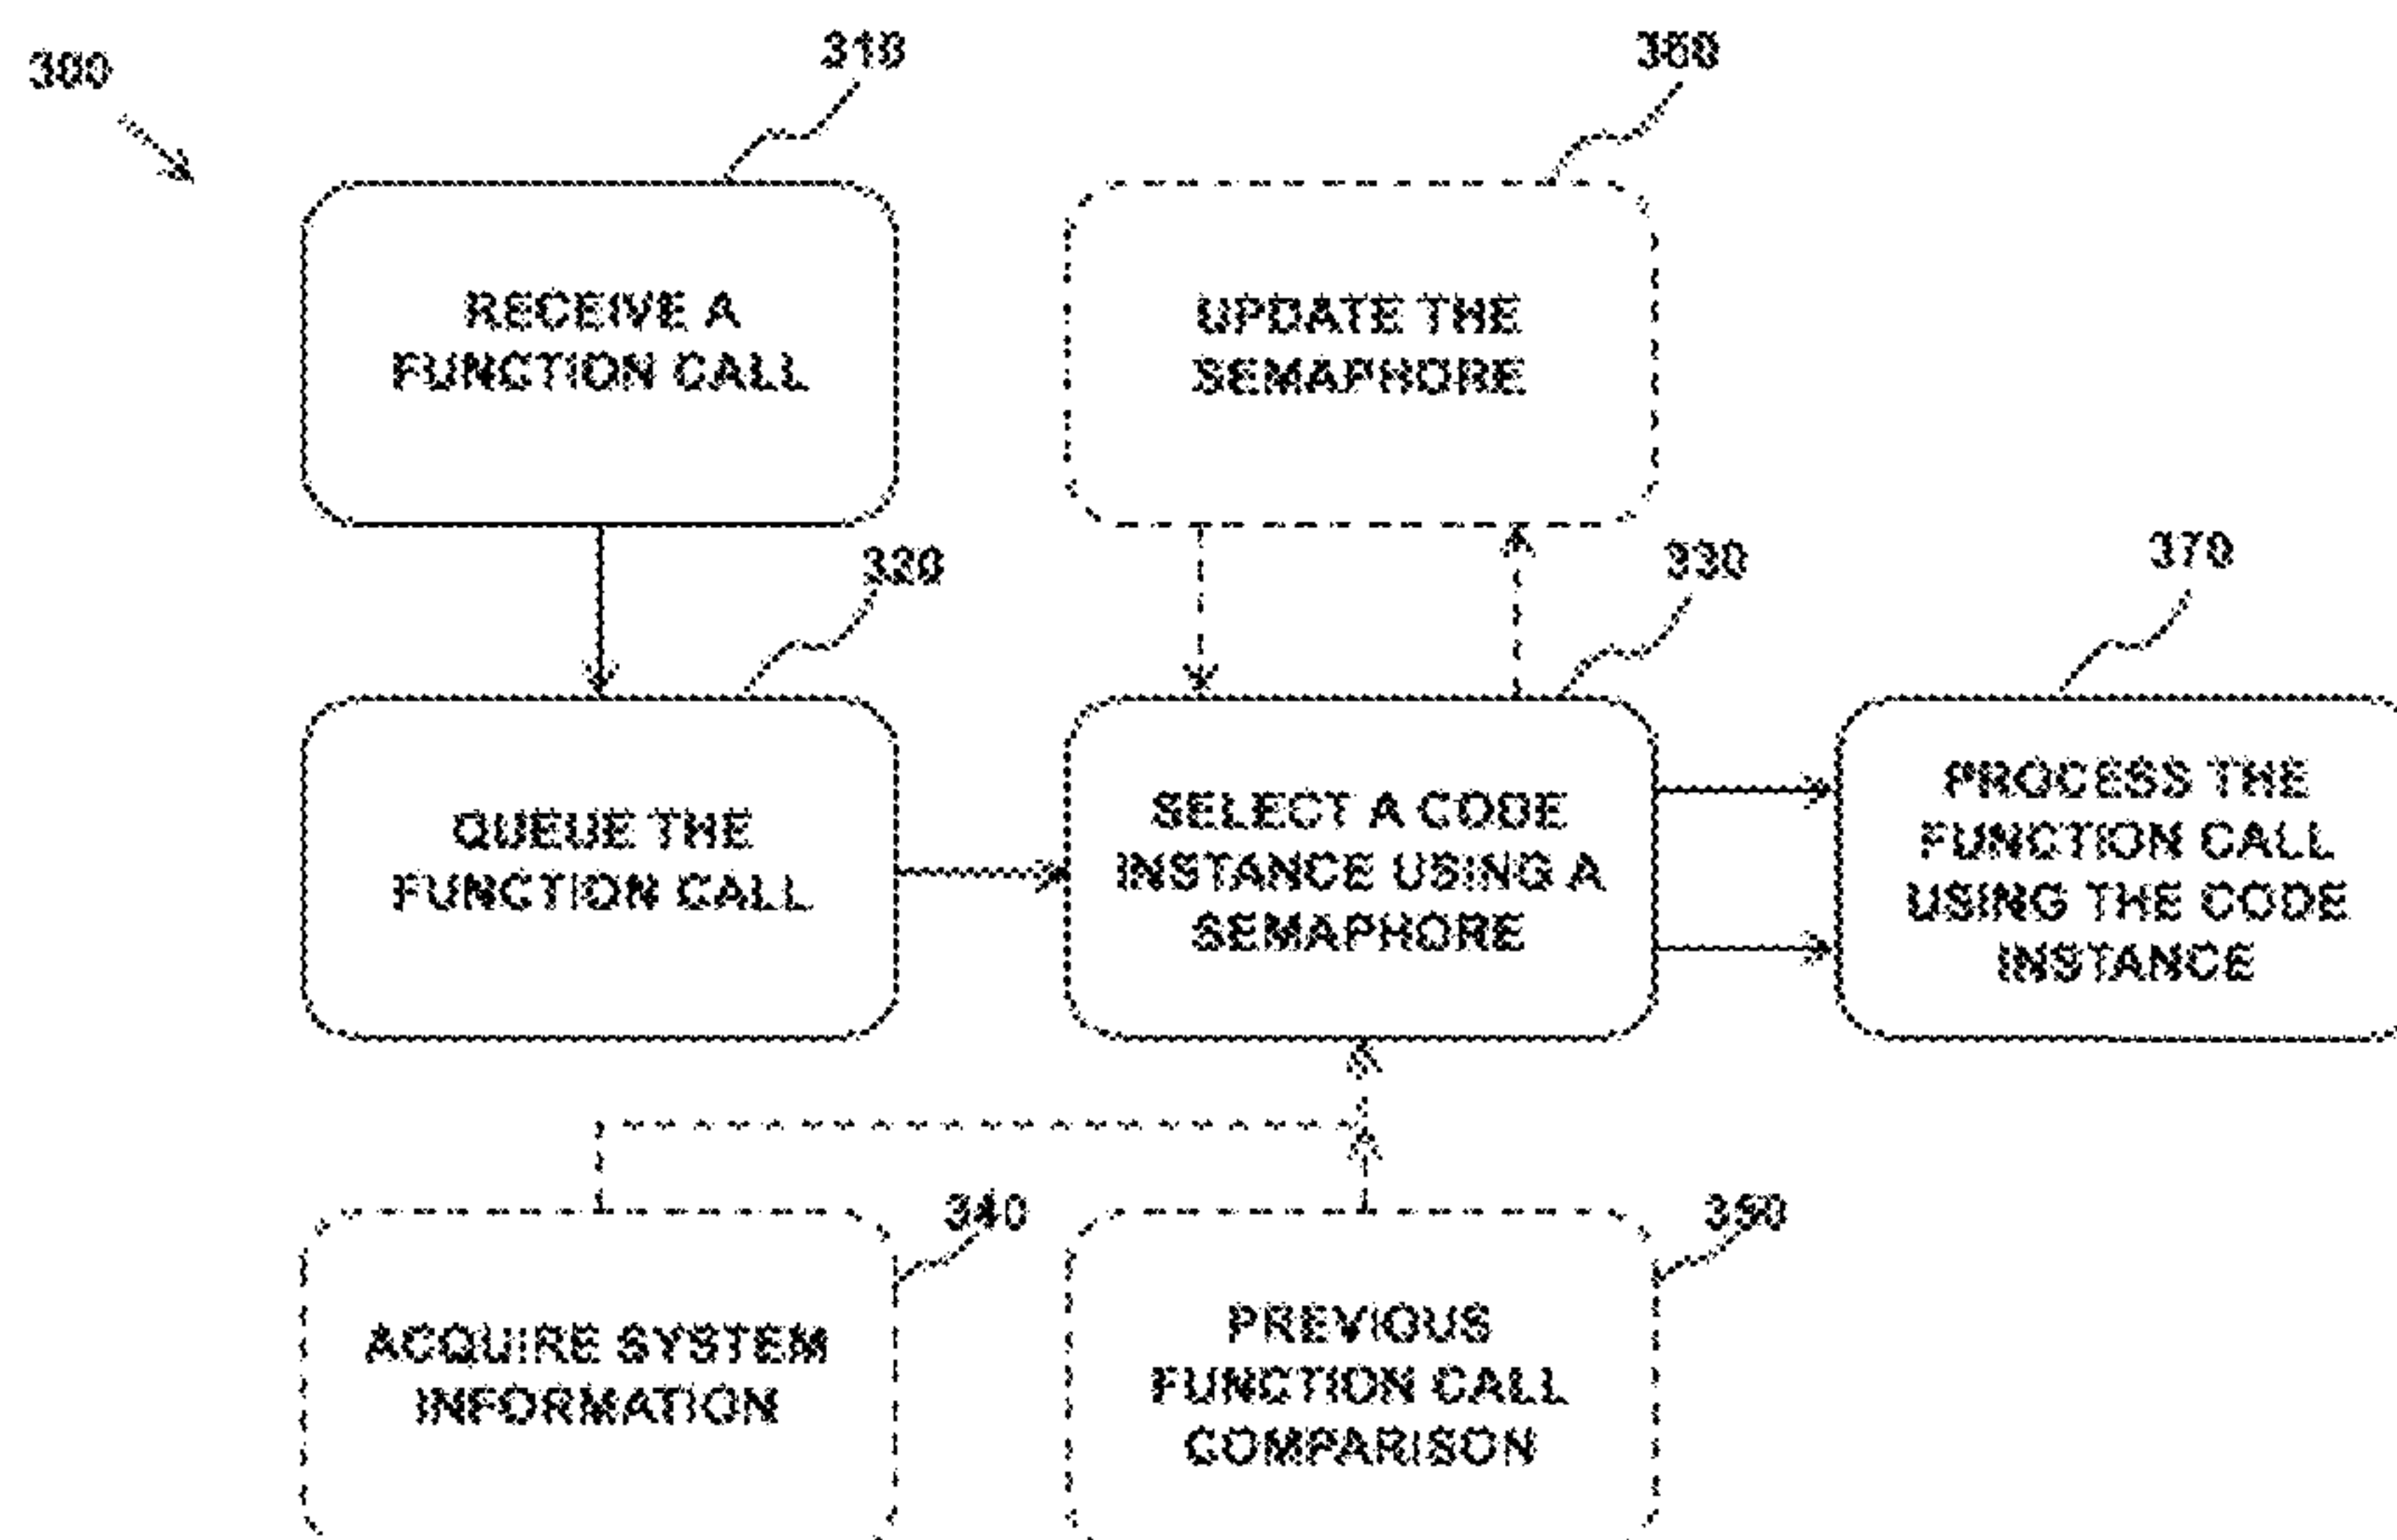 300
310
360
RECEIVE A
FUNCTION CALL
UPDATE THE
SEMAPHORE
320
330
370
QUEUE THE
FUNCTION CALL
SELECT A CODE
INSTANCE USING A
SEMAPHORE
PROCESS THE
FUNCTION CALL
USING THE CODE
INSTANCE
340
350
ACQUIRE SYSTEM
INFORMATION
PREVIOUS
FUNCTION CALL
COMPARISON